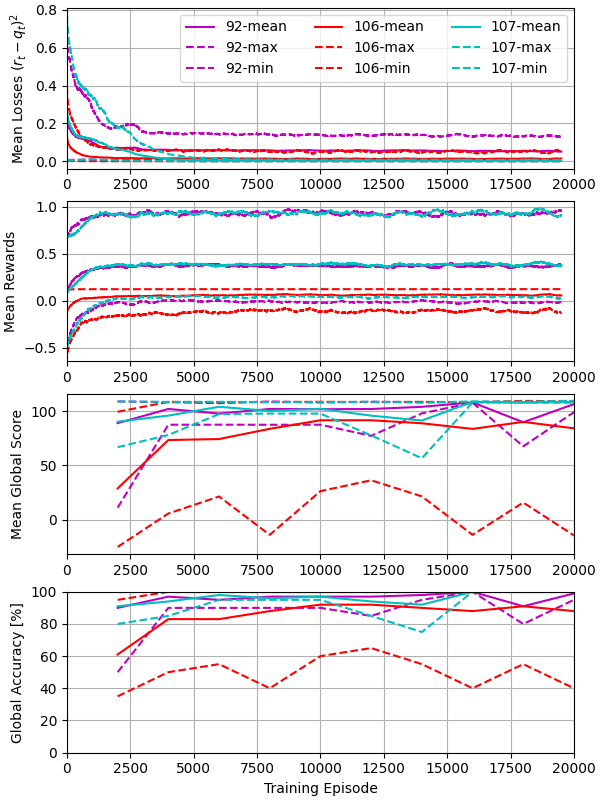 Mean Losses $(r_t - q_t)^2$
0.8
0.6
0.4
0.2
0.0
92-mean 106-mean 107-mean
92-max 106-max 107-max
92-min 106-min 107-min
0 2500 5000 7500 10000 12500 15000 17500 20000
Mean Rewards
1.0
0.5
0.0
−0.5
0 2500 5000 7500 10000 12500 15000 17500 20000
Mean Global Score
100
50
0
0 2500 5000 7500 10000 12500 15000 17500 20000
Global Accuracy [%]
100
80
60
40
20
0
0 2500 5000 7500 10000 12500 15000 17500 20000
Training Episode